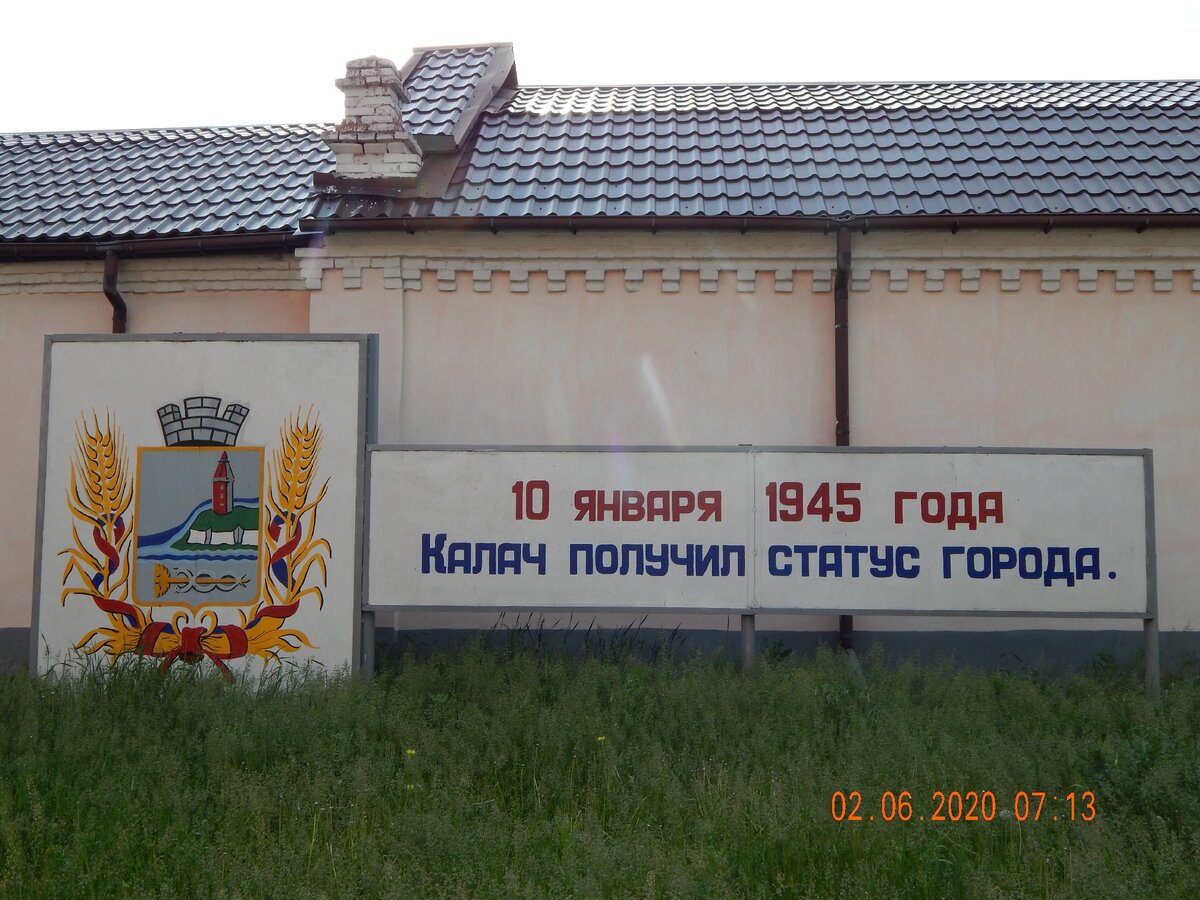 10 января 1945 года
Калач получил статус города.
02.06.2020 07:13